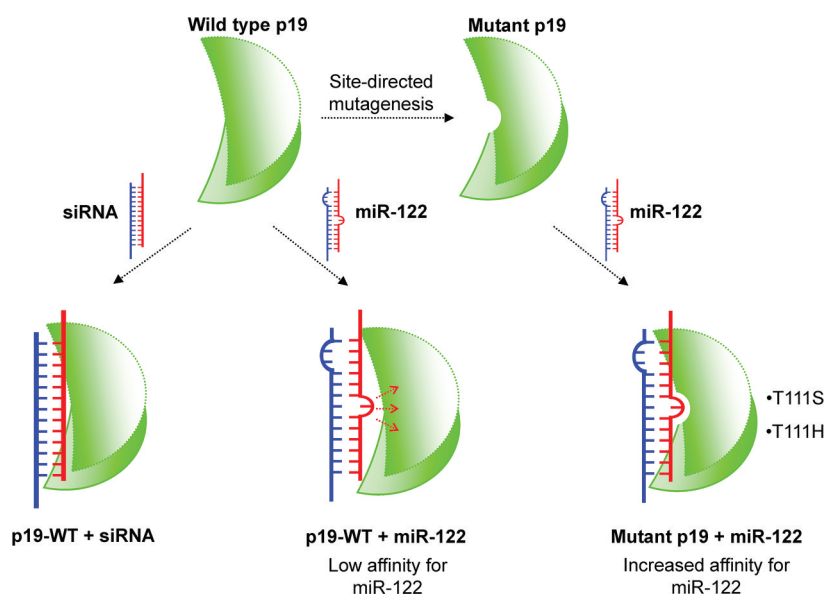 Wild type p19
Mutant p19
Site-directed
mutagenesis
siRNA
miR-122
miR-122
•T111S
•T111H
p19-WT + siRNA
p19-WT + miR-122
Low affinity for
miR-122
Mutant p19 + miR-122
Increased affinity for
miR-122